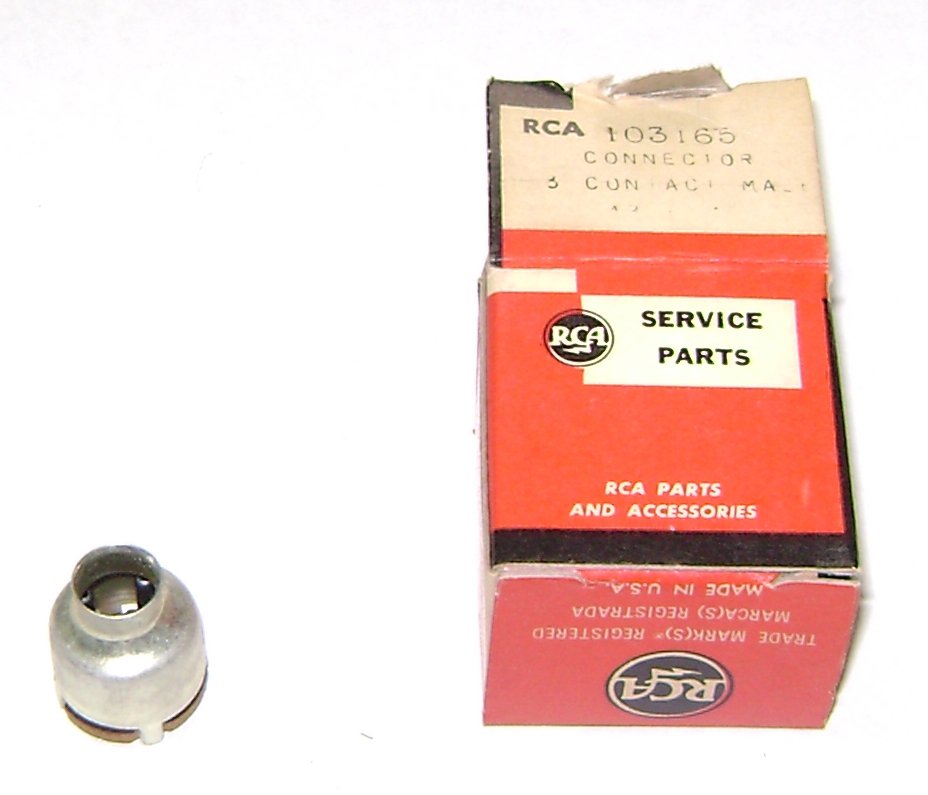 RCA 103165
CONNECTOR
3 CONTACT MALE
RCA
SERVICE
PARTS
RCA PARTS
AND ACCESSORIES
MADE IN U.S.A.
MARCA(S) REGISTRADA
TRADE MARK(S)® REGISTERED
RCA